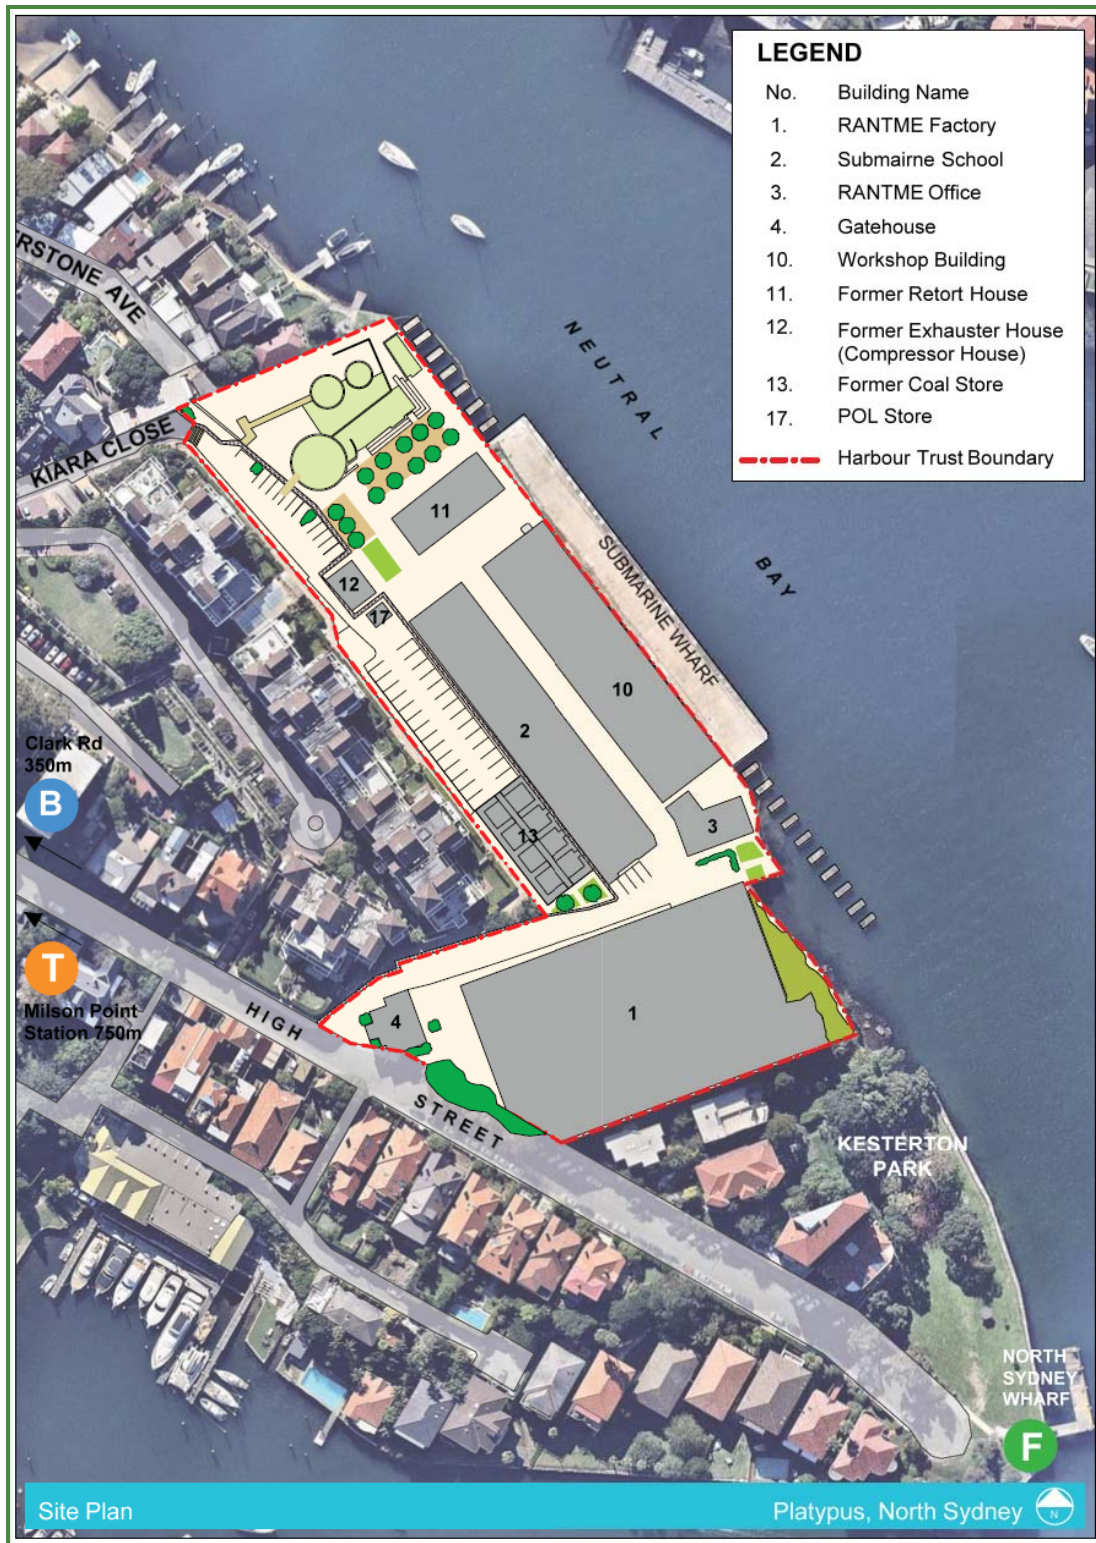 LEGEND
No. Building Name
1. RANTME Factory
2. Submairne School
3. RANTME Office
4. Gatehouse
10. Workshop Building
11. Former Retort House
12. Former Exhauster House
(Compressor House)
13. Former Coal Store
17. POL Store
Harbour Trust Boundary
RSTONE AVE
KIARA CLOSE
NEUTRAL
BAY
SUBMARINE WHARF
11
12
17
10
2
13
3
1
4
Clark Rd
350m
B
T
Milson Point
Station 750m
HIGH
STREET
KESTERTON
PARK
NORTH
SYDNEY
WHARF
F
Site Plan
Platypus, North Sydney
N